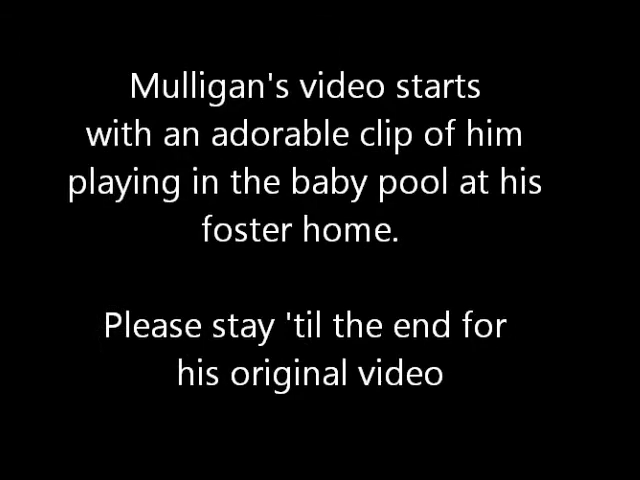 Mulligan's video starts
with an adorable clip of him
playing in the baby pool at his
foster home.
Please stay 'til the end for
his original video